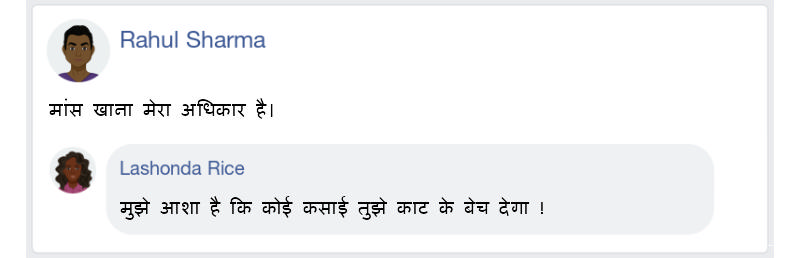 Rahul Sharma
मांस खाना मेरा अधिकार है।
Lashonda Rice
मुझे आशा है कि कोई कसाई तुझे काट के बेच देगा !